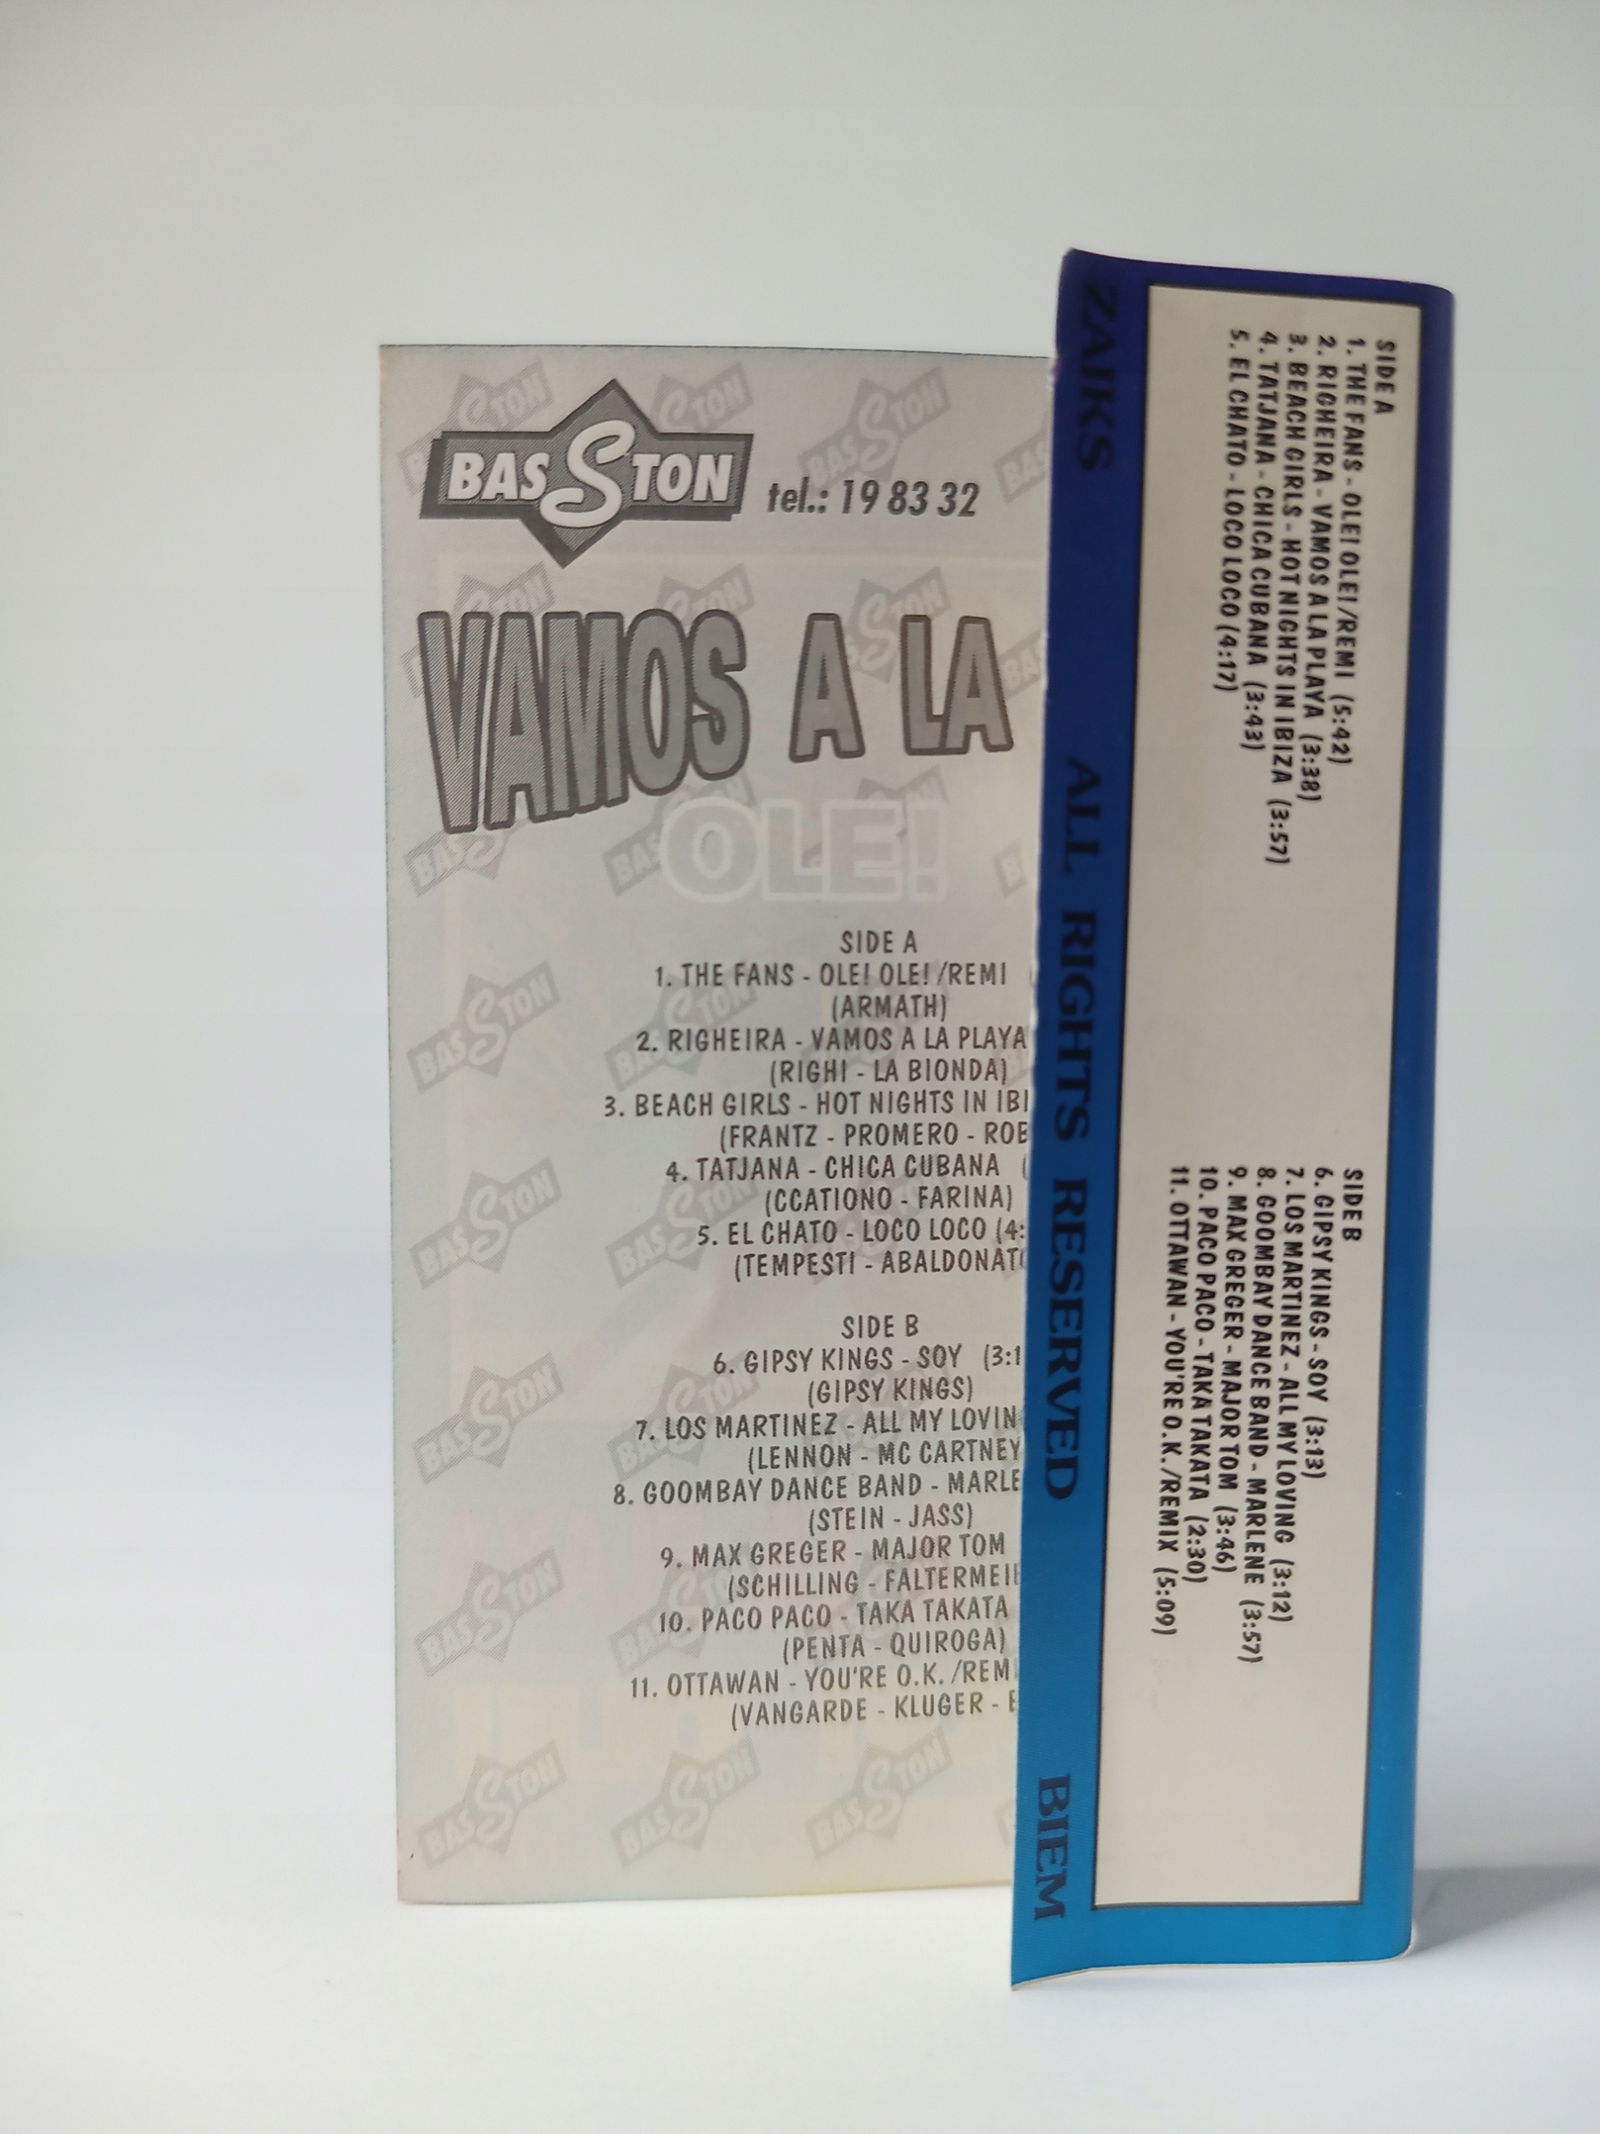 BASSTON
tel.: 19 83 32
VAMOS A LA
OLE!
SIDE A
1. THE FANS - OLE! OLE! /REMI
(ARMATH)
2. RIGHEIRA - VAMOS A LA PLAYA
(RIGHI - LA BIONDA)
3. BEACH GIRLS - HOT NIGHTS IN IBI
(FRANTZ - PROMERO - ROB
4. TATJANA - CHICA CUBANA (
(CCATIONO - FARINA)
5. EL CHATO - LOCO LOCO (4:
(TEMPESTI - ABALDONATO
SIDE B
6. GIPSY KINGS - SOY (3:1
(GIPSY KINGS)
7. LOS MARTINEZ - ALL MY LOVIN
(LENNON - MC CARTNEY
8. GOOMBAY DANCE BAND - MARLE
(STEIN - JASS)
9. MAX GREGER - MAJOR TOM
(SCHILLING - FALTERMEIE
10. PACO PACO - TAKA TAKATA
(PENTA - QUIROGA)
11. OTTAWAN - YOU'RE O.K. /REM
(VANGARDE - KLUGER - B
ZAIKS ALL RIGHTS RESERVED BIEM
SIDE A
1. THE FANS - OLE! OLE! /REMI (5:42)
2. RIGHEIRA - VAMOS A LA PLAYA (3:38)
3. BEACH GIRLS - HOT NIGHTS IN IBIZA (3:57)
4. TATJANA - CHICA CUBANA (3:43)
5. EL CHATO - LOCO LOCO (4:17)
SIDE B
6. GIPSY KINGS - SOY (3:13)
7. LOS MARTINEZ - ALL MY LOVING (3:12)
8. GOOMBAY DANCE BAND - MARLENE (3:57)
9. MAX GREGER - MAJOR TOM (3:46)
10. PACO PACO - TAKA TAKATA (2:30)
11. OTTAWAN - YOU'RE O.K. /REMIX (5:09)